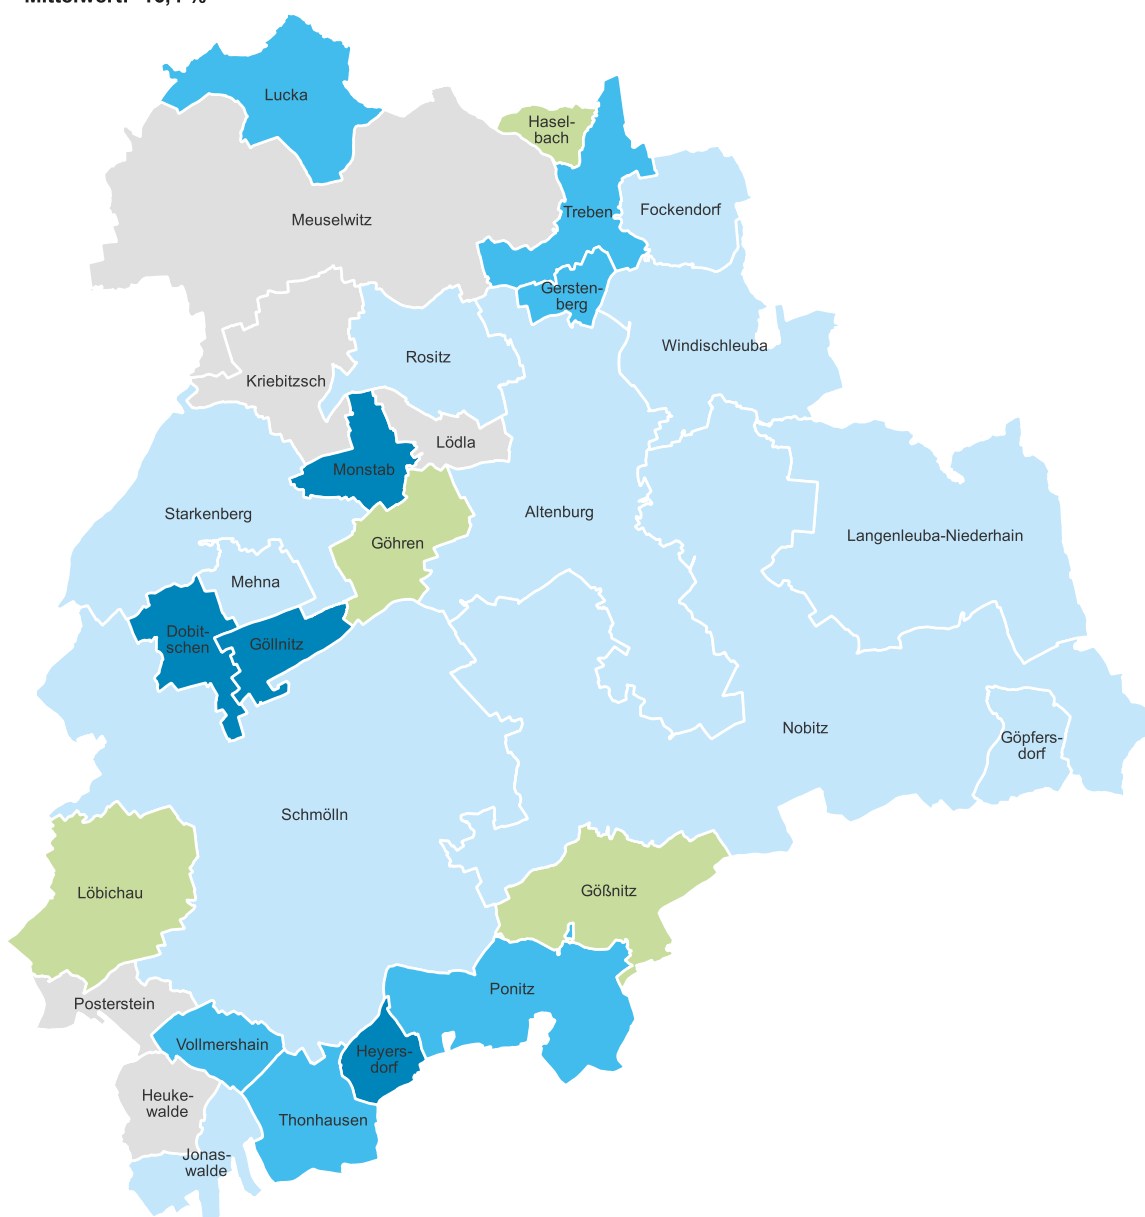 Lucka
Hasel-
bach
Meuselwitz
Treben
Fockendorf
Gersten-
berg
Windischleuba
Rositz
Kriebitzsch
Lödla
Monstab
Starkenberg
Altenburg
Göhren
Langenleuba-Niederhain
Mehna
Dobit-
schen
Göllnitz
Nobitz
Göpfers-
dorf
Schmölln
Löbichau
Gößnitz
Ponitz
Posterstein
Vollmershain
Heyers-
dorf
Heuke-
walde
Thonhausen
Jonas-
walde